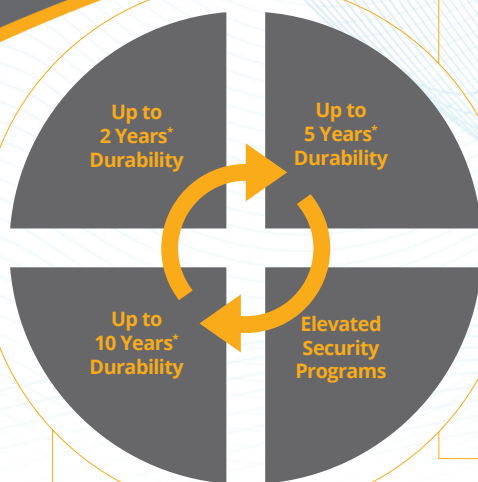 Up to
2 Years*
Durability
Up to
5 Years*
Durability
Up to
10 Years*
Durability
Elevated
Security
Programs